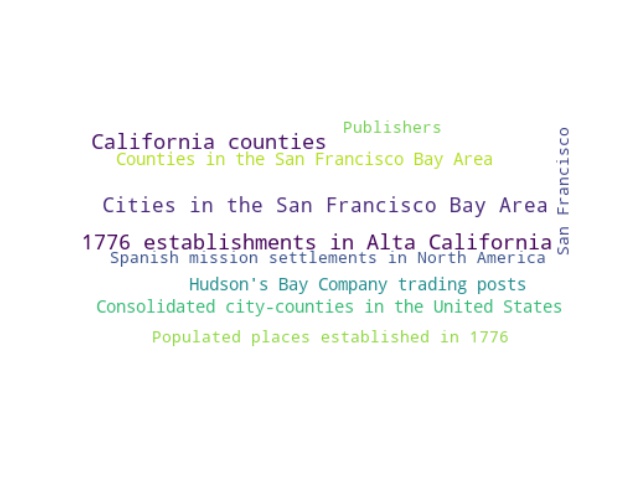 Publishers
California counties
Counties in the San Francisco Bay Area
San Francisco
Cities in the San Francisco Bay Area
1776 establishments in Alta California
Spanish mission settlements in North America
Hudson's Bay Company trading posts
Consolidated city-counties in the United States
Populated places established in 1776